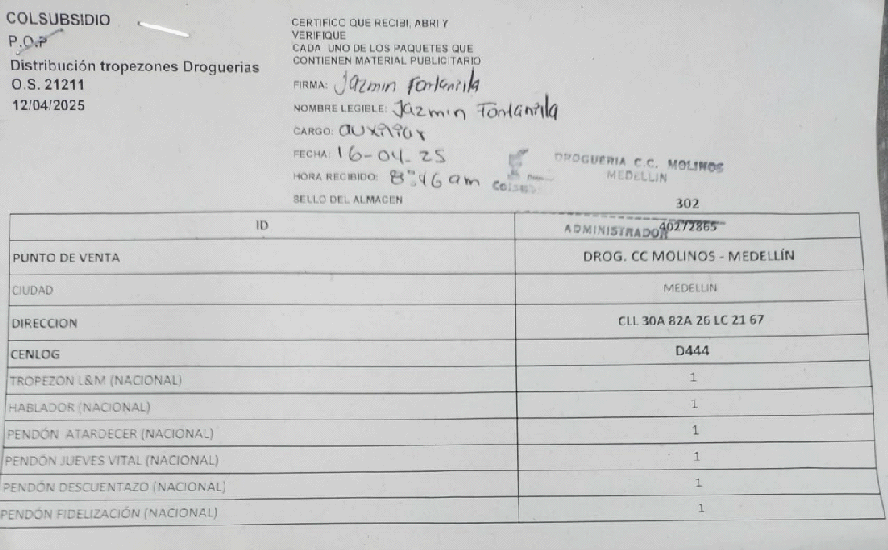 COLSUBSIDIO
P.O.P
Distribución tropezones Droguerias
O.S. 21211
12/04/2025
CERTIFICO QUE RECIBI, ABRI Y
VERIFIQUE
CADA UNO DE LOS PAQUETES QUE
CONTIENEN MATERIAL PUBLICITARIO
FIRMA: Jazmin Fontanilla
NOMBRE LEGIBLE: Jazmin Fontanilla
CARGO: auxiliar
FECHA: 16-04-25
HORA RECIBIDO: 8:46 am
SELLO DEL ALMACEN
DROGUERIA C.C. MOLINOS
MEDELLIN
ADMINISTRADOR
302
ID 40272865
PUNTO DE VENTA DROG. CC MOLINOS - MEDELLÍN
CIUDAD MEDELLIN
DIRECCION CLL 30A 82A 26 LC 21 67
CENLOG D444
TROPEZON L&M (NACIONAL) 1
HABLADOR (NACIONAL) 1
PENDÓN ATARDECER (NACIONAL) 1
PENDÓN JUEVES VITAL (NACIONAL) 1
PENDÓN DESCUENTAZO (NACIONAL) 1
PENDÓN FIDELIZACIÓN (NACIONAL) 1